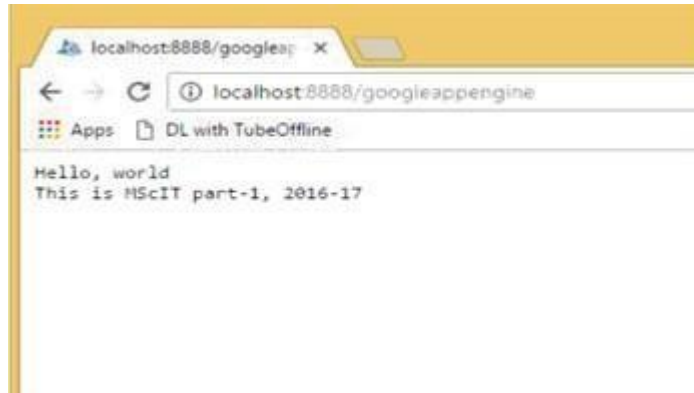 localhost:8888/googleap
localhost:8888/googleappengine
Apps DL with TubeOffline
Hello, world
This is MScIT part-1, 2016-17